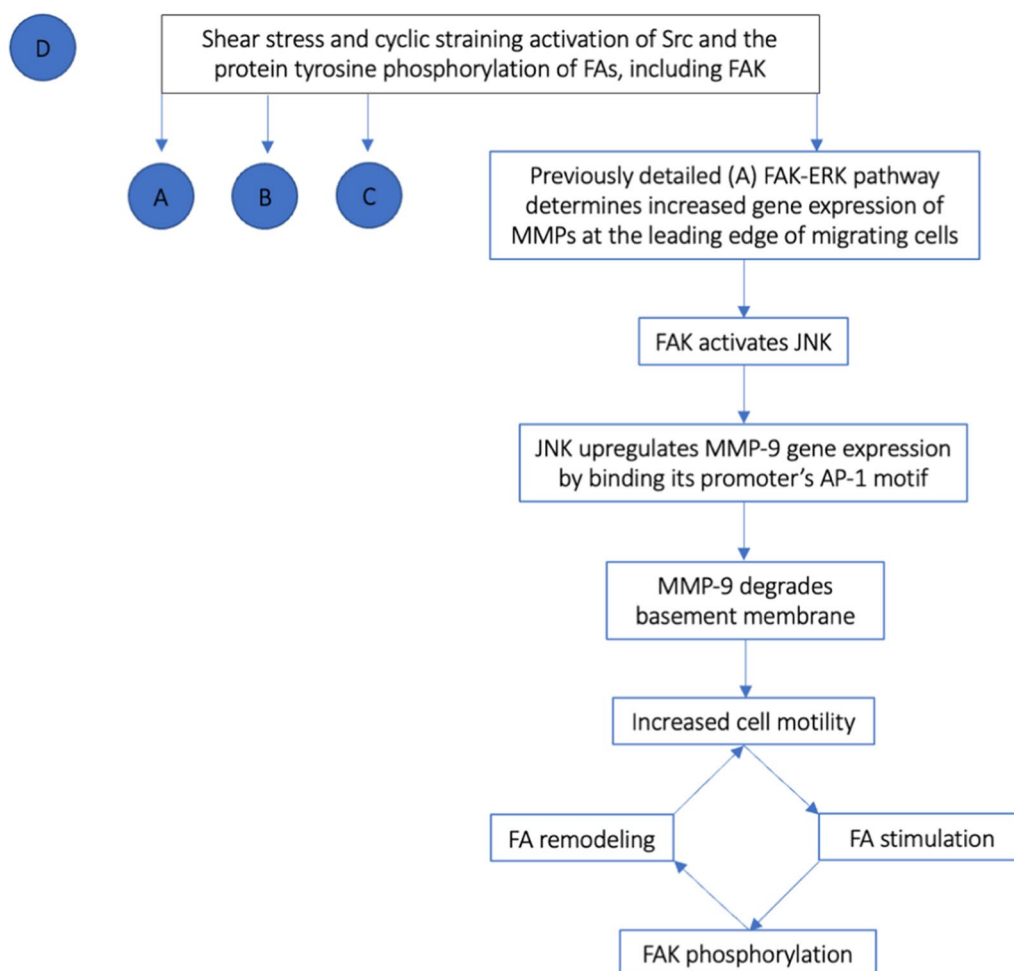 D
Shear stress and cyclic straining activation of Src and the
protein tyrosine phosphorylation of FAs, including FAK
A
B
C
Previously detailed (A) FAK-ERK pathway
determines increased gene expression of
MMPs at the leading edge of migrating cells
FAK activates JNK
JNK upregulates MMP-9 gene expression
by binding its promoter’s AP-1 motif
MMP-9 degrades
basement membrane
Increased cell motility
FA remodeling
FA stimulation
FAK phosphorylation